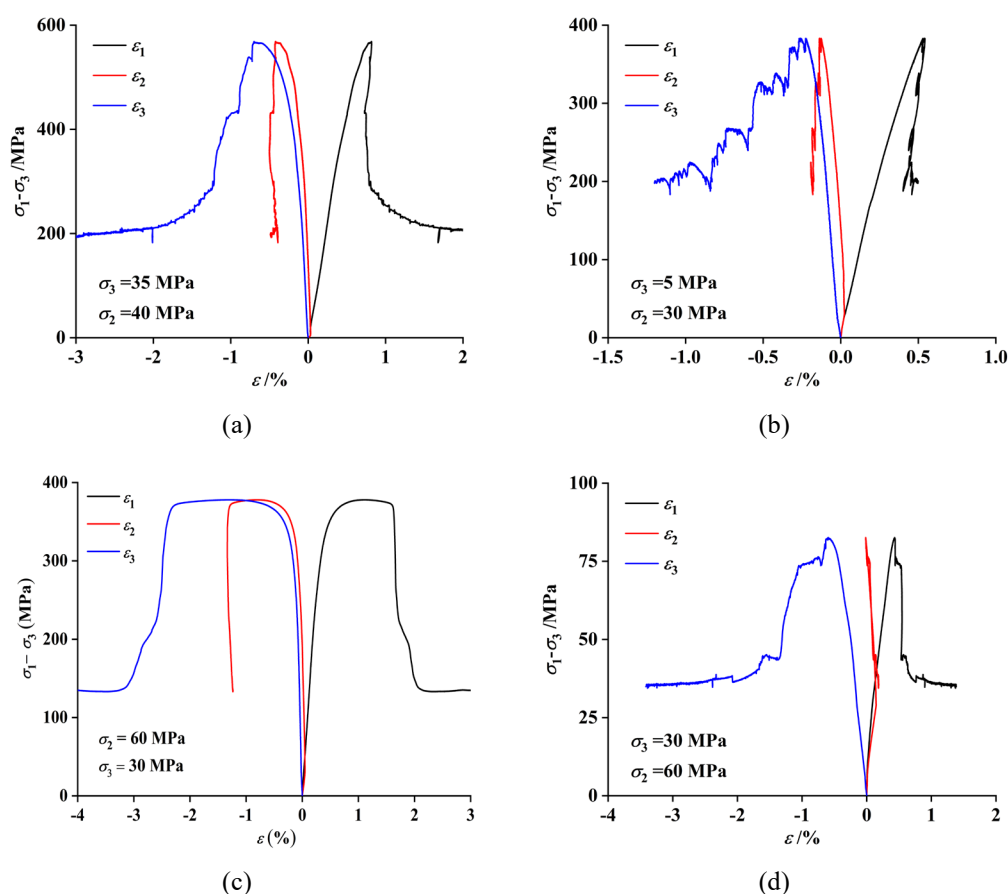 600
500
400
300
200
100
0
σ₁-σ₃ /MPa
ε₁
ε₂
ε₃
σ₃ =35 MPa
σ₂ =40 MPa
-3 -2 -1 0 1 2
ε /%
(a)
400
300
200
100
0
σ₁-σ₃ /MPa
ε₁
ε₂
ε₃
σ₃ =5 MPa
σ₂ =30 MPa
-1.5 -1.0 -0.5 0.0 0.5 1.0
ε /%
(b)
400
300
200
100
0
σ₁− σ₃ (MPa)
ε₁
ε₂
ε₃
σ₂ = 60 MPa
σ₃ = 30 MPa
-4 -3 -2 -1 0 1 2 3
ε (%)
(c)
100
75
50
25
0
σ₁-σ₃ /MPa
ε₁
ε₂
ε₃
σ₃ =30 MPa
σ₂ =60 MPa
-4 -3 -2 -1 0 1 2
ε /%
(d)